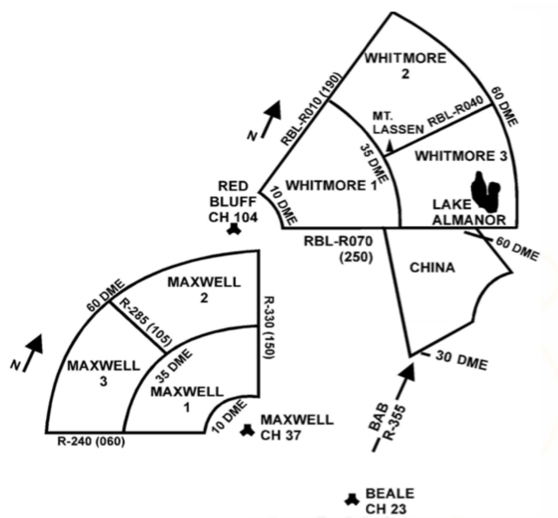 WHITMORE
2
60 DME
RBL-R010 (190)
N
MT.
LASSEN
RBL-R040
35 DME
WHITMORE 3
WHITMORE 1
10 DME
LAKE
ALMANOR
RED
BLUFF
CH 104
RBL-R070
(250)
60 DME
CHINA
30 DME
BAB
R-355
BEALE
CH 23
MAXWELL
2
60 DME
R-285 (105)
R-330 (150)
N
35 DME
MAXWELL
3
MAXWELL
1
10 DME
MAXWELL
CH 37
R-240 (060)